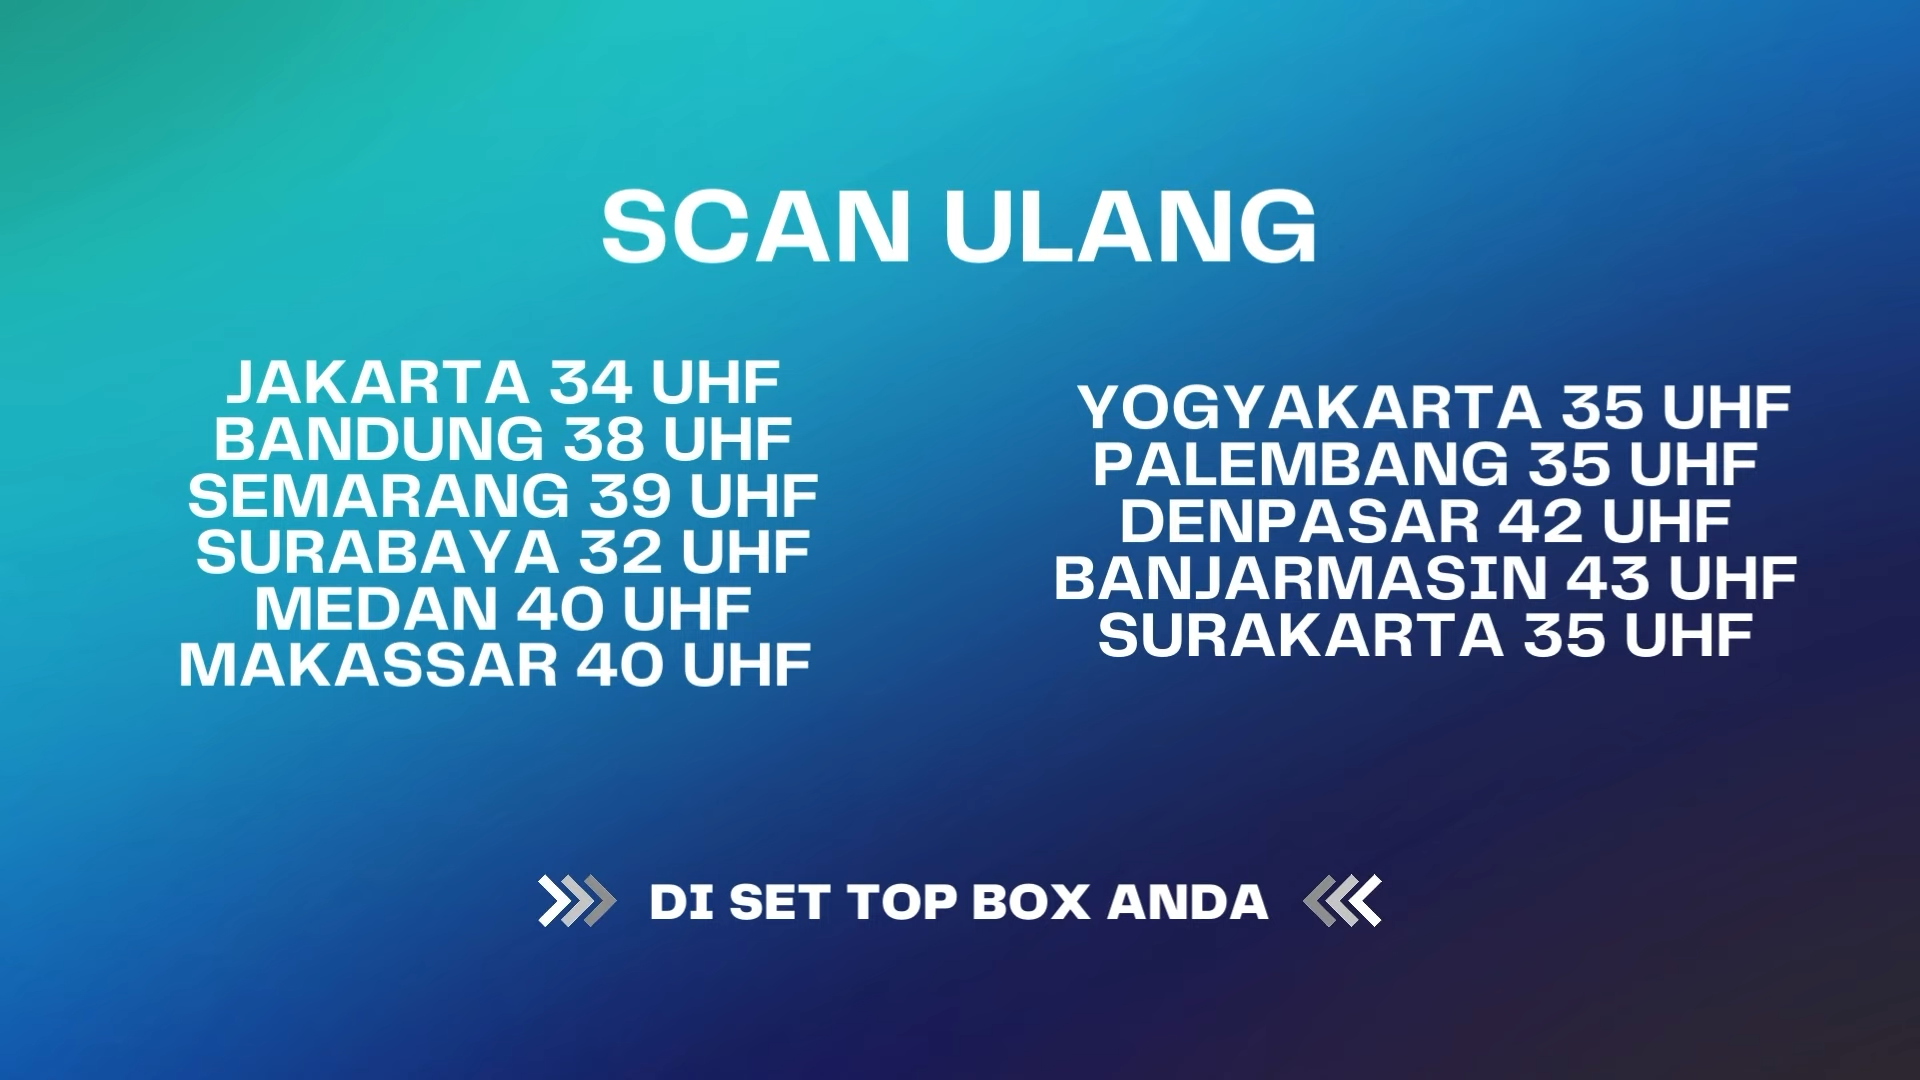 SCAN ULANG
JAKARTA 34 UHF
BANDUNG 38 UHF
SEMARANG 39 UHF
SURABAYA 32 UHF
MEDAN 40 UHF
MAKASSAR 40 UHF
YOGYAKARTA 35 UHF
PALEMBANG 35 UHF
DENPASAR 42 UHF
BANJARMASIN 43 UHF
SURAKARTA 35 UHF
DI SET TOP BOX ANDA